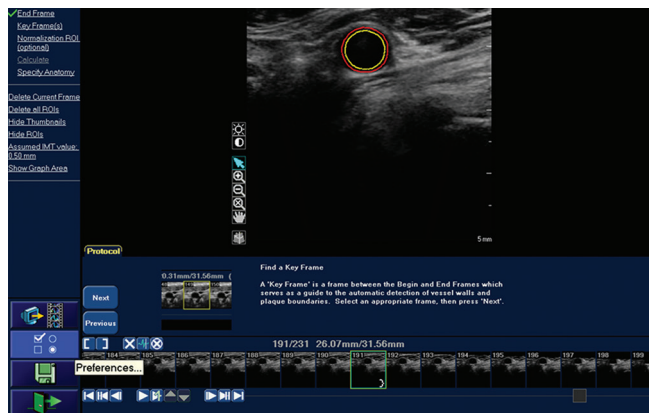 End Frame
Key Frame(s)
Normalization ROI
(optional)
Calculate
Specify Anatomy
Delete Current Frame
Delete all ROIs
Hide Thumbnails
Hide ROIs
Assumed IMT value:
0.50 mm
Show Graph Area
5 mm
Protocol
0.31mm/31.56mm (
Find a Key Frame
A 'Key Frame' is a frame between the Begin and End Frames which
serves as a guide to the automatic detection of vessel walls and
plaque boundaries. Select an appropriate frame, then press 'Next'.
Next
Previous
191/231 26.07mm/31.56mm
184 185 186 187 188 189 190 191 192 193 194 195 196 197 198 199
Preferences...